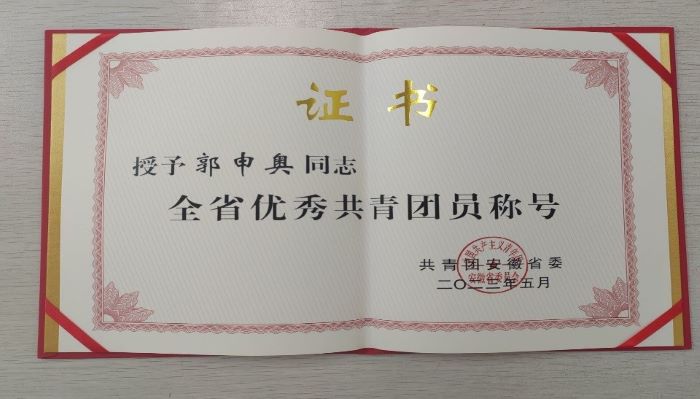 证书
授予郭申奥同志
全省优秀共青团员称号
共青团安徽省委
二〇二二年五月